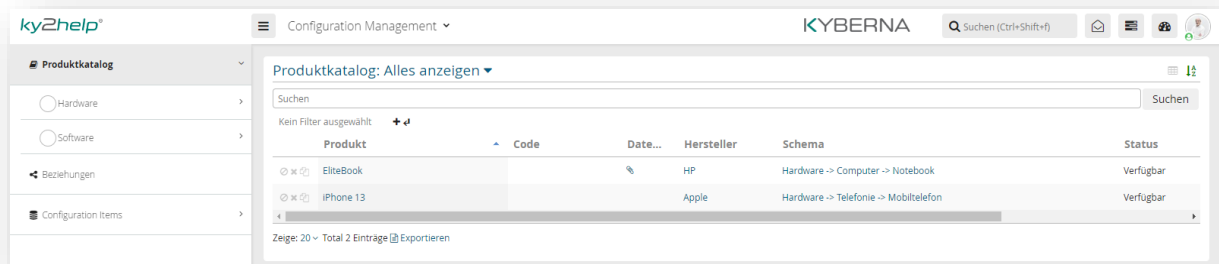 ky2help®
Configuration Management
KYBERNA
Suchen (Ctrl+Shift+f)
Produktkatalog
Hardware
Software
Beziehungen
Configuration Items
Produktkatalog: Alles anzeigen
Suchen
Suchen
Kein Filter ausgewählt
Produkt Code Date... Hersteller Schema Status
EliteBook HP Hardware -> Computer -> Notebook Verfügbar
iPhone 13 Apple Hardware -> Telefonie -> Mobiltelefon Verfügbar
Zeige: 20 Total 2 Einträge Exportieren